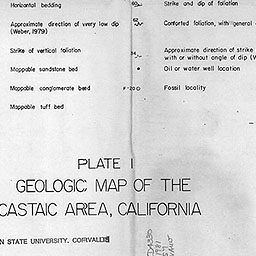 Horizontal bedding
Approximate direction of very low dip
(Weber, 1979)
Strike of vertical foliation
Mappable sandstone bed
Mappable conglomerate bed
Mappable tuff bed
Strike and dip of foliation
Contorted foliation, with general
Approximate direction of strike
with or without angle of dip (W
Oil or water well location
F-20
Fossil locality
PLATE I
GEOLOGIC MAP OF THE
CASTAIC AREA, CALIFORNIA
N STATE UNIVERSITY, CORVALLIS
1981